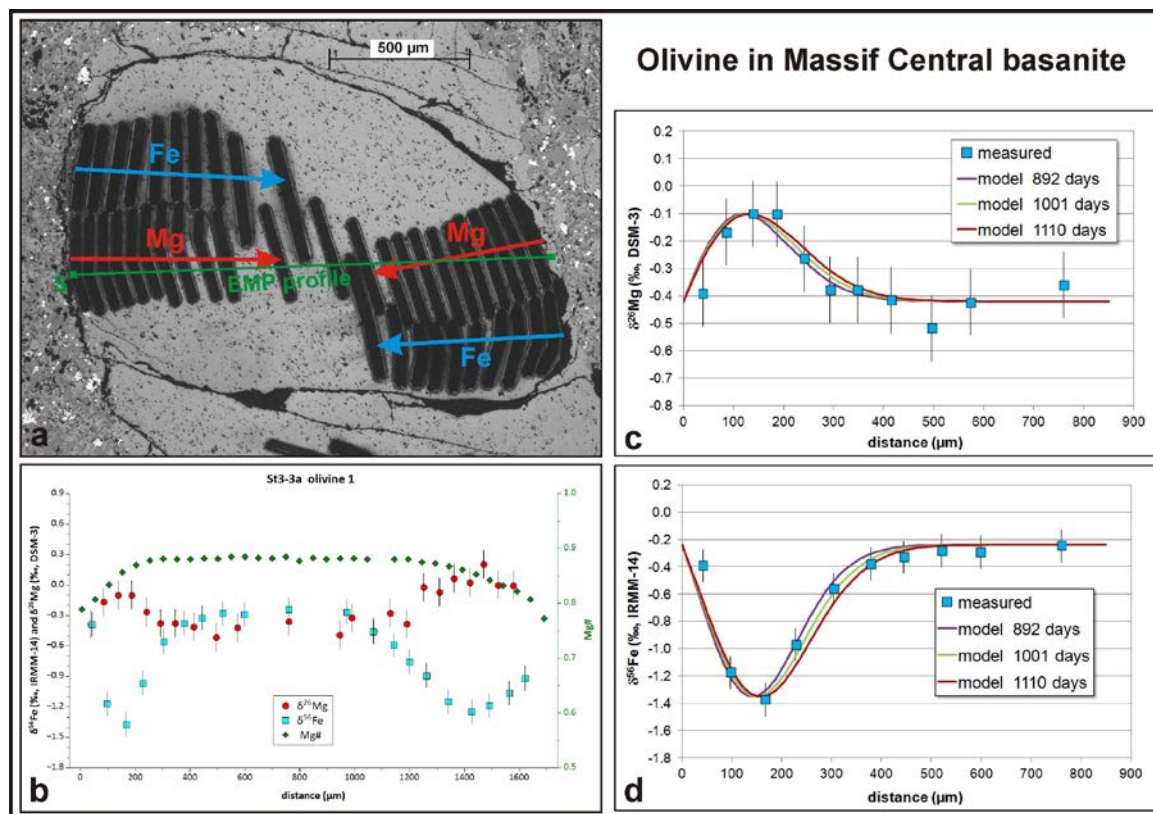 500 µm
Fe
Mg
Mg
S
EMP profile
Fe
a
Olivine in Massif Central basanite
-0.2
-0.1
0.0
-0.1
-0.2
-0.3
-0.4
-0.5
-0.6
-0.7
-0.8
δ²⁶Mg (‰, DSM-3)
measured
model 892 days
model 1001 days
model 1110 days
0 100 200 300 400 500 600 700 800 900
distance (µm)
c
St3-3a olivine 1
0.9
0.6
0.3
0.0
−0.3
−0.6
−0.9
−1.2
−1.5
−1.8
δ⁵⁶Fe (‰, IRMM-14) and δ²⁶Mg (‰, DSM-3)
1.0
0.9
0.8
0.7
0.6
0.5
Mg#
δ²⁶Mg
δ⁵⁶Fe
Mg#
0 200 400 600 800 1000 1200 1400 1600
distance (µm)
b
0.2
0.0
-0.2
-0.4
-0.6
-0.8
-1.0
-1.2
-1.4
-1.6
-1.8
δ⁵⁶Fe (‰, IRMM-14)
measured
model 892 days
model 1001 days
model 1110 days
0 100 200 300 400 500 600 700 800 900
distance (µm)
d